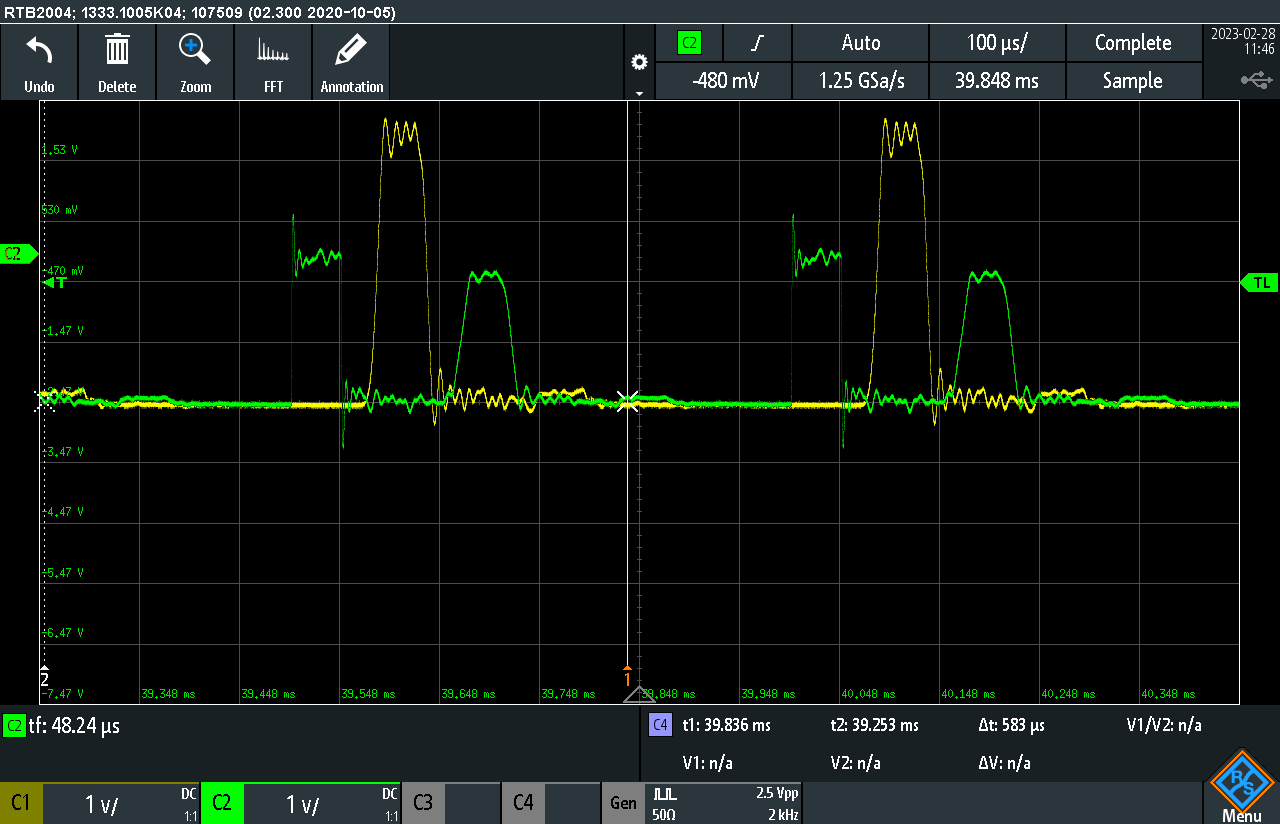 RTB2004; 1333.1005K04; 107509 (02.300 2020-10-05)
Undo
Delete
Zoom
FFT
Annotation
C2
Auto
100 µs/
Complete
2023-02-28
11:46
-480 mV
1.25 GSa/s
39.848 ms
Sample
1.53 V
530 mV
C2
-470 mV
T
TL
-1.47 V
-2.47 V
-3.47 V
-4.47 V
-5.47 V
-6.47 V
2
1
-7.47 V
39.348 ms
39.448 ms
39.548 ms
39.648 ms
39.748 ms
39.848 ms
39.948 ms
40.048 ms
40.148 ms
40.248 ms
40.348 ms
C2 tf: 48.24 µs
C4
t1: 39.836 ms
t2: 39.253 ms
Δt: 583 µs
V1/V2: n/a
V1: n/a
V2: n/a
ΔV: n/a
C1
1 V/
DC
1:1
C2
1 V/
DC
1:1
C3
C4
Gen
50Ω
2.5 Vpp
2 kHz
R&S
Menu